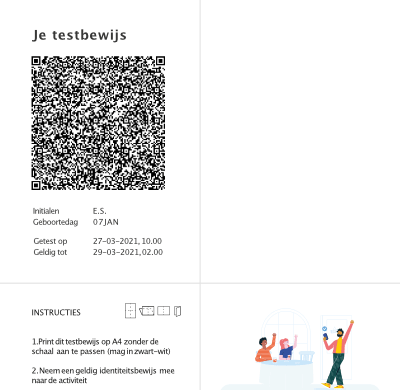 Je testbewijs
Initialen E.S.
Geboortedag 07JAN
Getest op 27-03-2021, 10.00
Geldig tot 29-03-2021, 02.00
INSTRUCTIES
1.Print dit testbewijs op A4 zonder de
schaal aan te passen (mag in zwart-wit)
2. Neem een geldig identiteitsbewijs mee
naar de activiteit